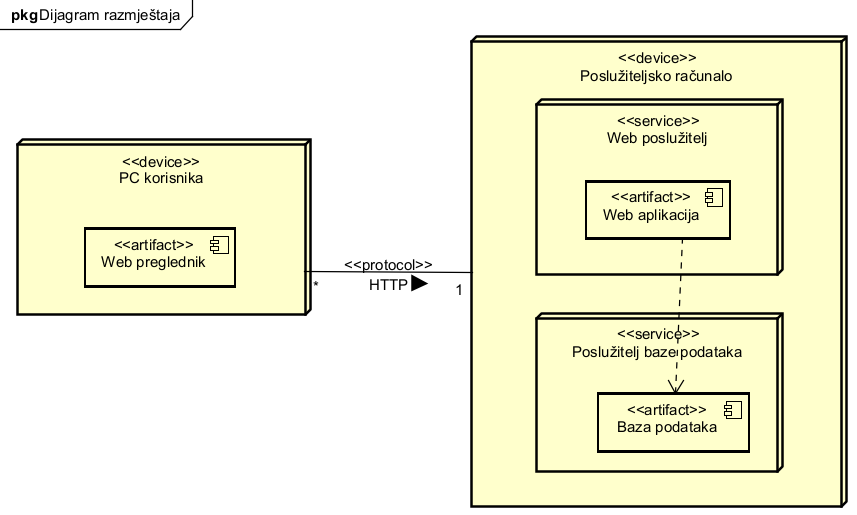 pkg Dijagram razmještaja
<<device>>
PC korisnika
<<artifact>>
Web preglednik
<<protocol>>
HTTP
*
1
<<device>>
Poslužiteljsko računalo
<<service>>
Web poslužitelj
<<artifact>>
Web aplikacija
<<service>>
Poslužitelj baze podataka
<<artifact>>
Baza podataka